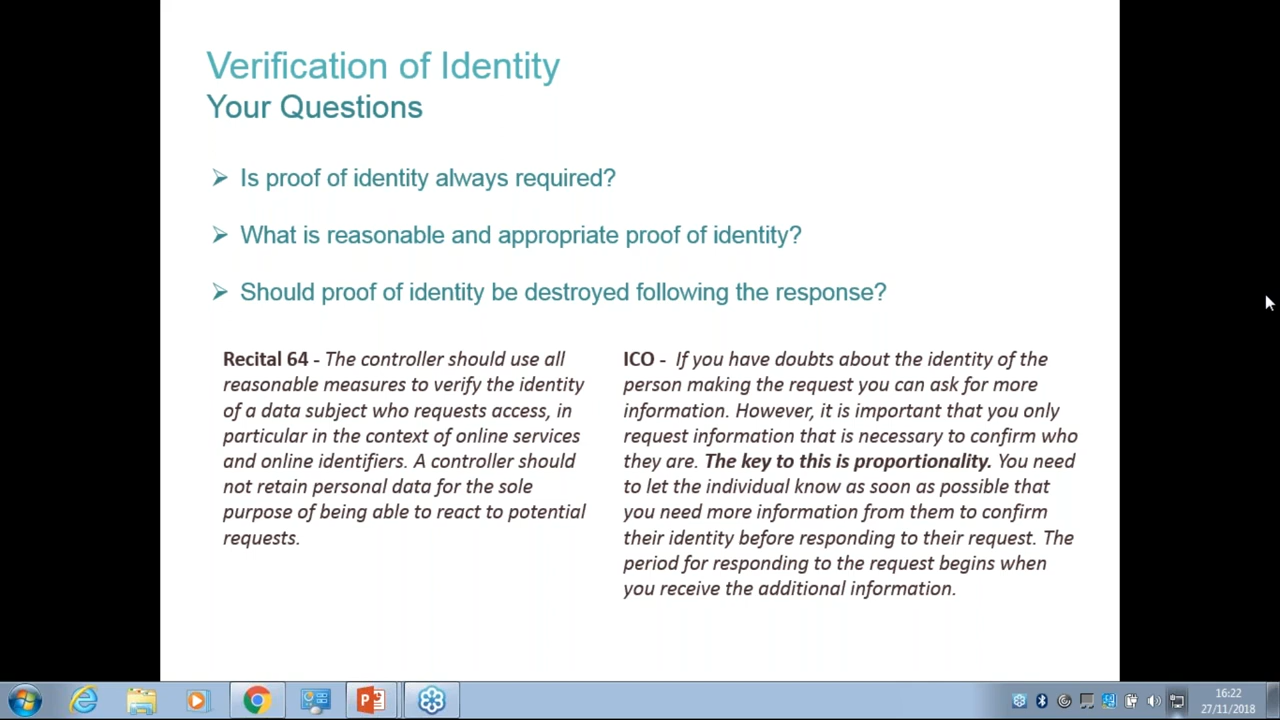 Verification of Identity
Your Questions
➢ Is proof of identity always required?
➢ What is reasonable and appropriate proof of identity?
➢ Should proof of identity be destroyed following the response?
Recital 64 - The controller should use all
reasonable measures to verify the identity
of a data subject who requests access, in
particular in the context of online services
and online identifiers. A controller should
not retain personal data for the sole
purpose of being able to react to potential
requests.
ICO - If you have doubts about the identity of the
person making the request you can ask for more
information. However, it is important that you only
request information that is necessary to confirm who
they are. The key to this is proportionality. You need
to let the individual know as soon as possible that
you need more information from them to confirm
their identity before responding to their request. The
period for responding to the request begins when
you receive the additional information.
16:22
27/11/2018